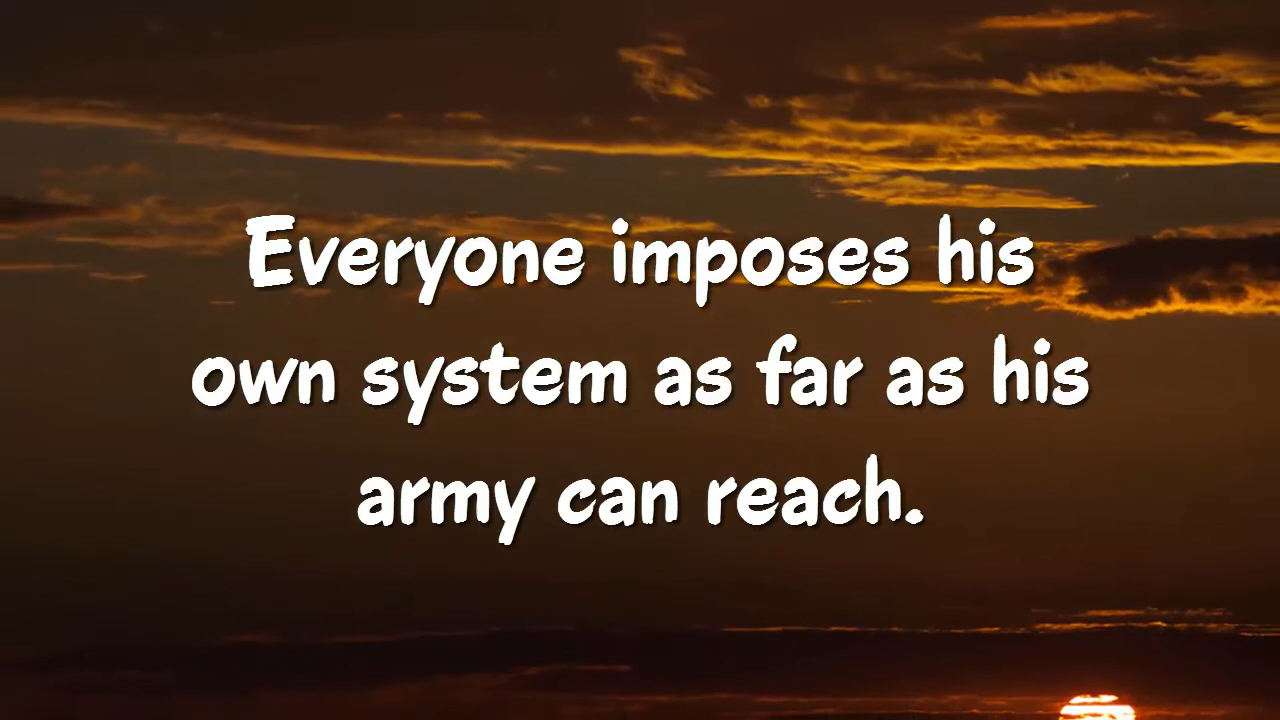 Everyone imposes his
own system as far as his
army can reach.